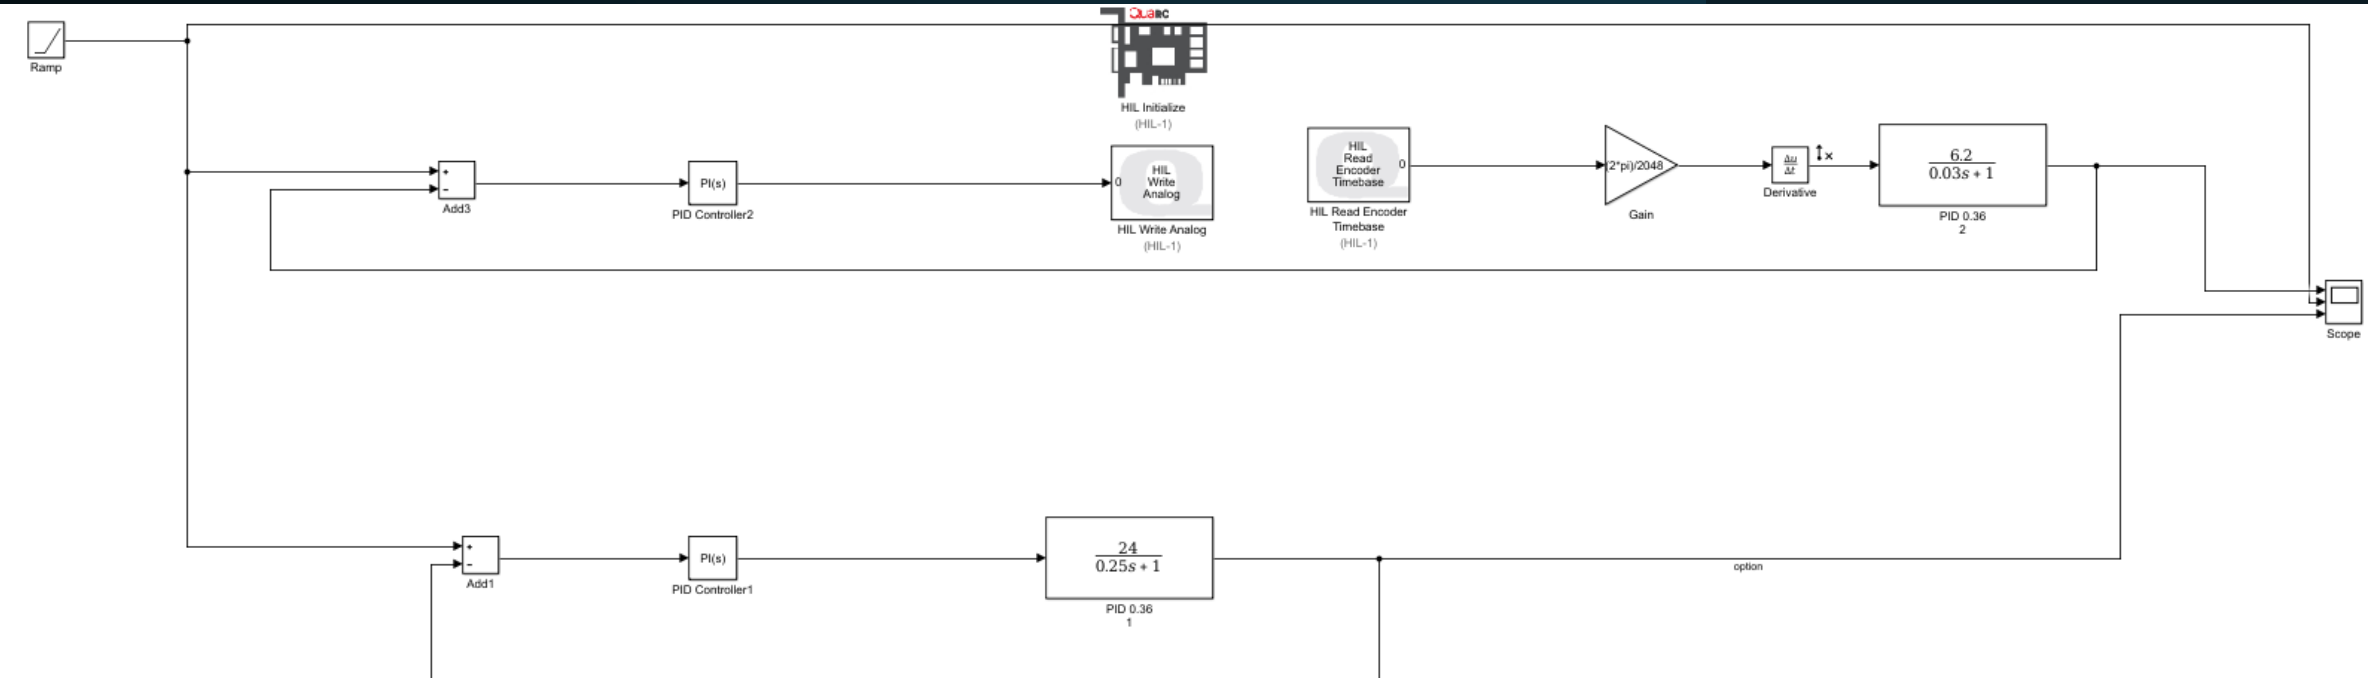 Ramp
QUARC
HIL Initialize
(HIL-1)
+
−
Add3
PI(s)
PID Controller2
0
HIL
Write
Analog
HIL Write Analog
(HIL-1)
HIL
Read
Encoder
Timebase
0
HIL Read Encoder
Timebase
(HIL-1)
(2*pi)/2048
Gain
Δu
Δt
Derivative
6.2
0.03s + 1
PID 0.36
2
Scope
+
−
Add1
PI(s)
PID Controller1
24
0.25s + 1
PID 0.36
1
option